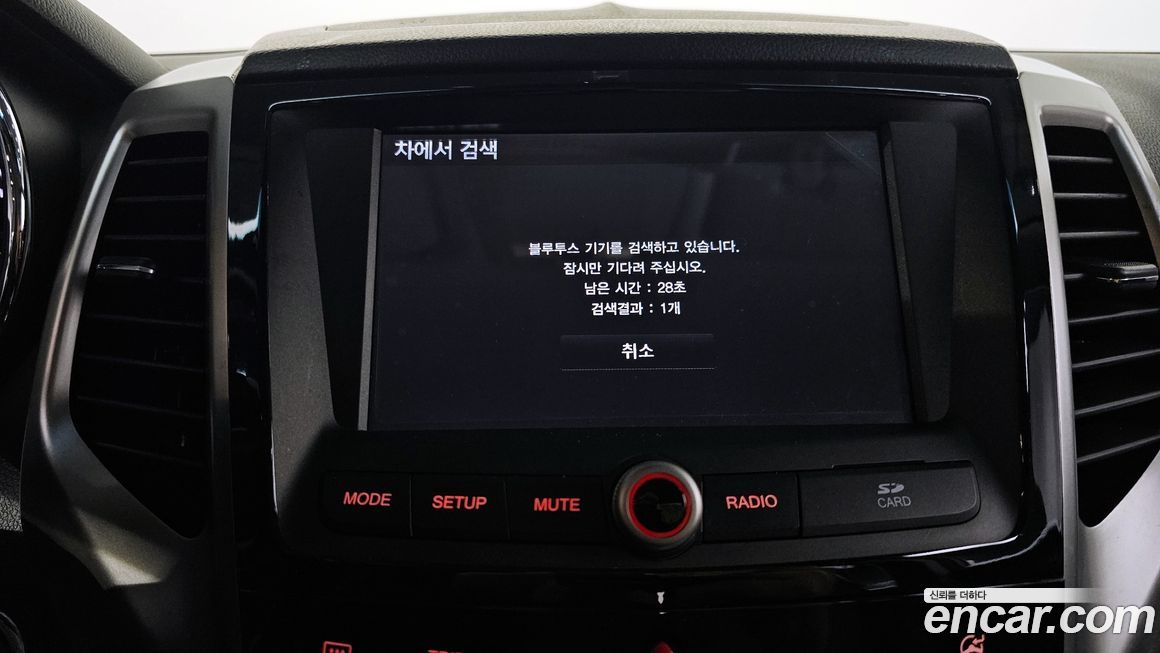 차에서 검색
블루투스 기기를 검색하고 있습니다.
잠시만 기다려 주십시오.
남은 시간 : 28초
검색결과 : 1개
취소
MODE
SETUP
MUTE
RADIO
SD
CARD
신뢰를 더하다
encar.com